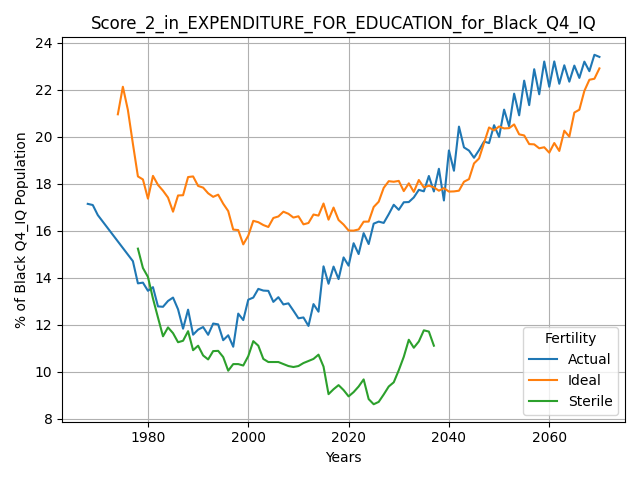 Score_2_in_EXPENDITURE_FOR_EDUCATION_for_Black_Q4_IQ
24
22
20
18
16
14
12
10
8
% of Black Q4_IQ Population
1980
2000
2020
2040
2060
Years
Fertility
Actual
Ideal
Sterile